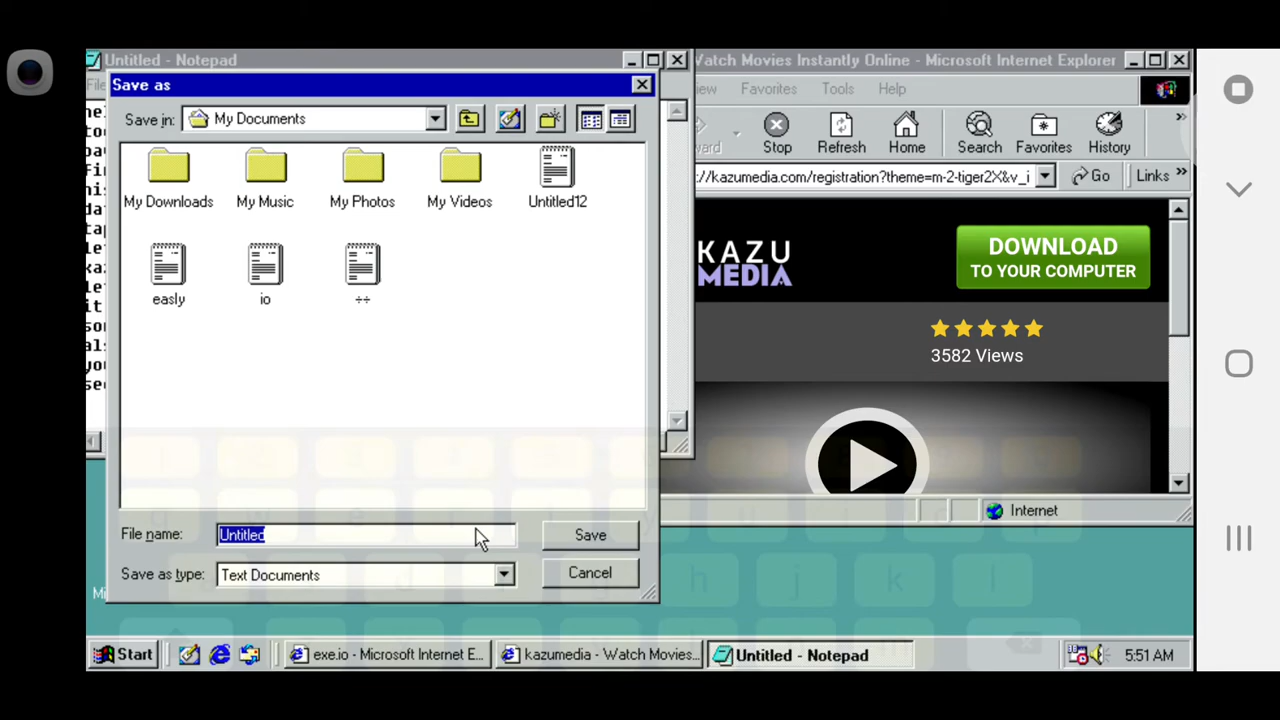 Untitled - Notepad
Watch Movies Instantly Online - Microsoft Internet Explorer
Save as
Favorites Tools Help
Save in: My Documents
Stop Refresh Home Search Favorites History
://kazumedia.com/registration?theme=m-2-tiger2X&v_i Go Links
My Downloads My Music My Photos My Videos Untitled12
easly io ÷÷
KAZU
MEDIA
DOWNLOAD
TO YOUR COMPUTER
3582 Views
File name: Untitled Save
Save as type: Text Documents Cancel
Internet
Start exe.io - Microsoft Internet E... kazumedia - Watch Movies... Untitled - Notepad 5:51 AM